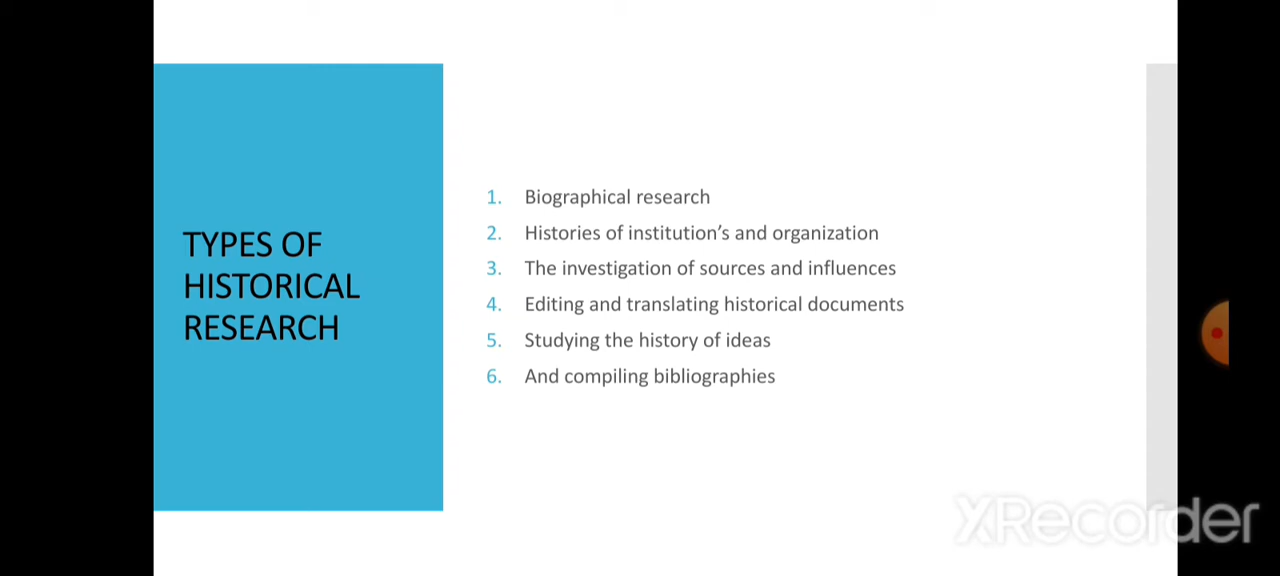 TYPES OF
HISTORICAL
RESEARCH
1. Biographical research
2. Histories of institution’s and organization
3. The investigation of sources and influences
4. Editing and translating historical documents
5. Studying the history of ideas
6. And compiling bibliographies
XRecorder